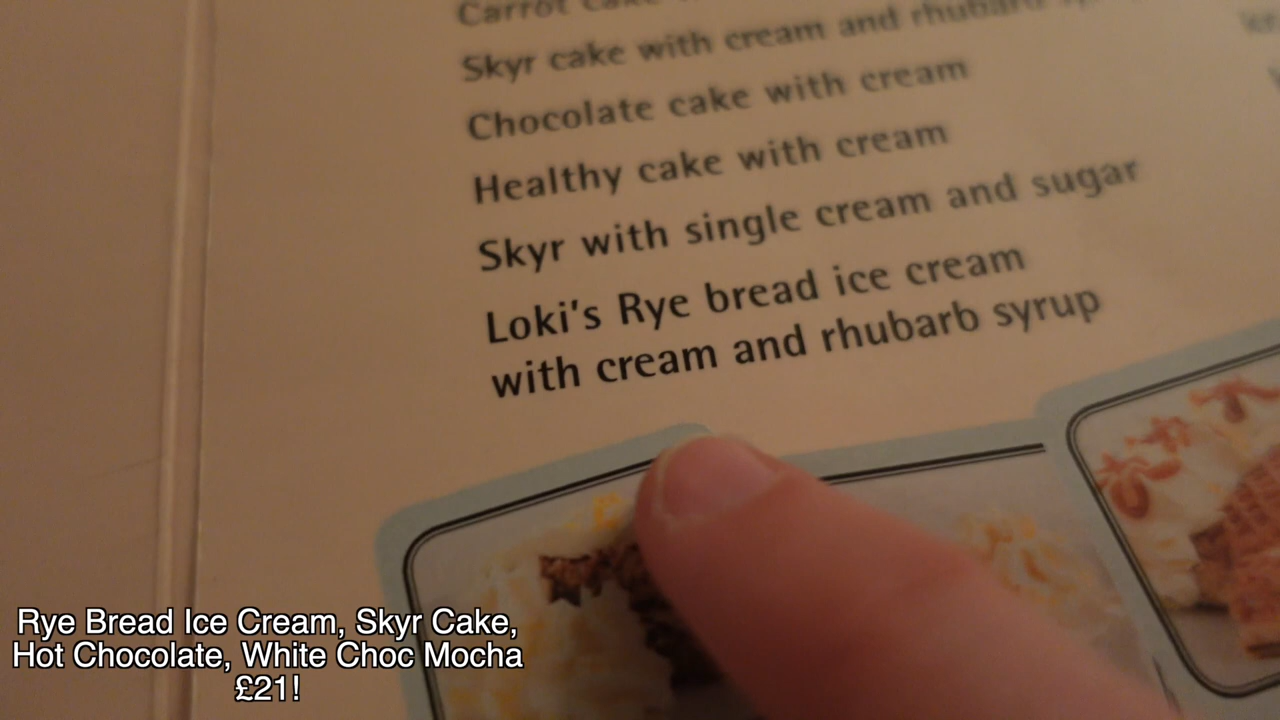 Carrot cake
Skyr cake with cream and rhubarb
Chocolate cake with cream
Healthy cake with cream
Skyr with single cream and sugar
Loki's Rye bread ice cream
with cream and rhubarb syrup
Rye Bread Ice Cream, Skyr Cake,
Hot Chocolate, White Choc Mocha
£21!